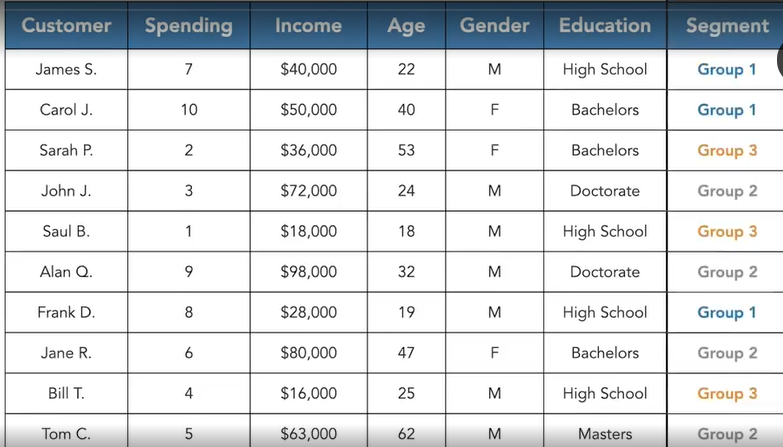 Customer Spending Income Age Gender Education Segment
James S. 7 $40,000 22 M High School Group 1
Carol J. 10 $50,000 40 F Bachelors Group 1
Sarah P. 2 $36,000 53 F Bachelors Group 3
John J. 3 $72,000 24 M Doctorate Group 2
Saul B. 1 $18,000 18 M High School Group 3
Alan Q. 9 $98,000 32 M Doctorate Group 2
Frank D. 8 $28,000 19 M High School Group 1
Jane R. 6 $80,000 47 F Bachelors Group 2
Bill T. 4 $16,000 25 M High School Group 3
Tom C. 5 $63,000 62 M Masters Group 2